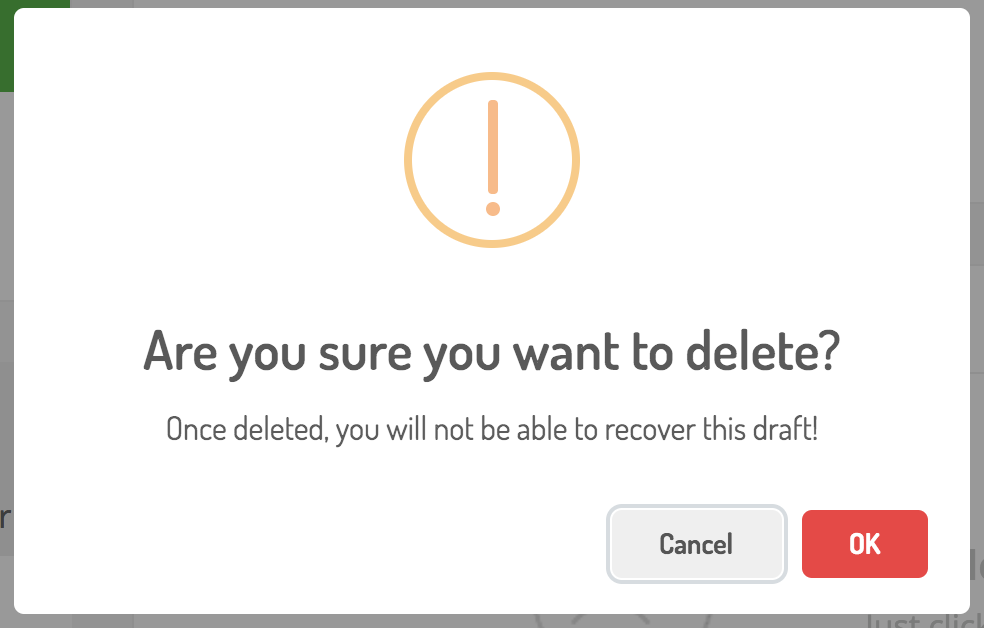 Are you sure you want to delete?
Once deleted, you will not be able to recover this draft!
Cancel
OK